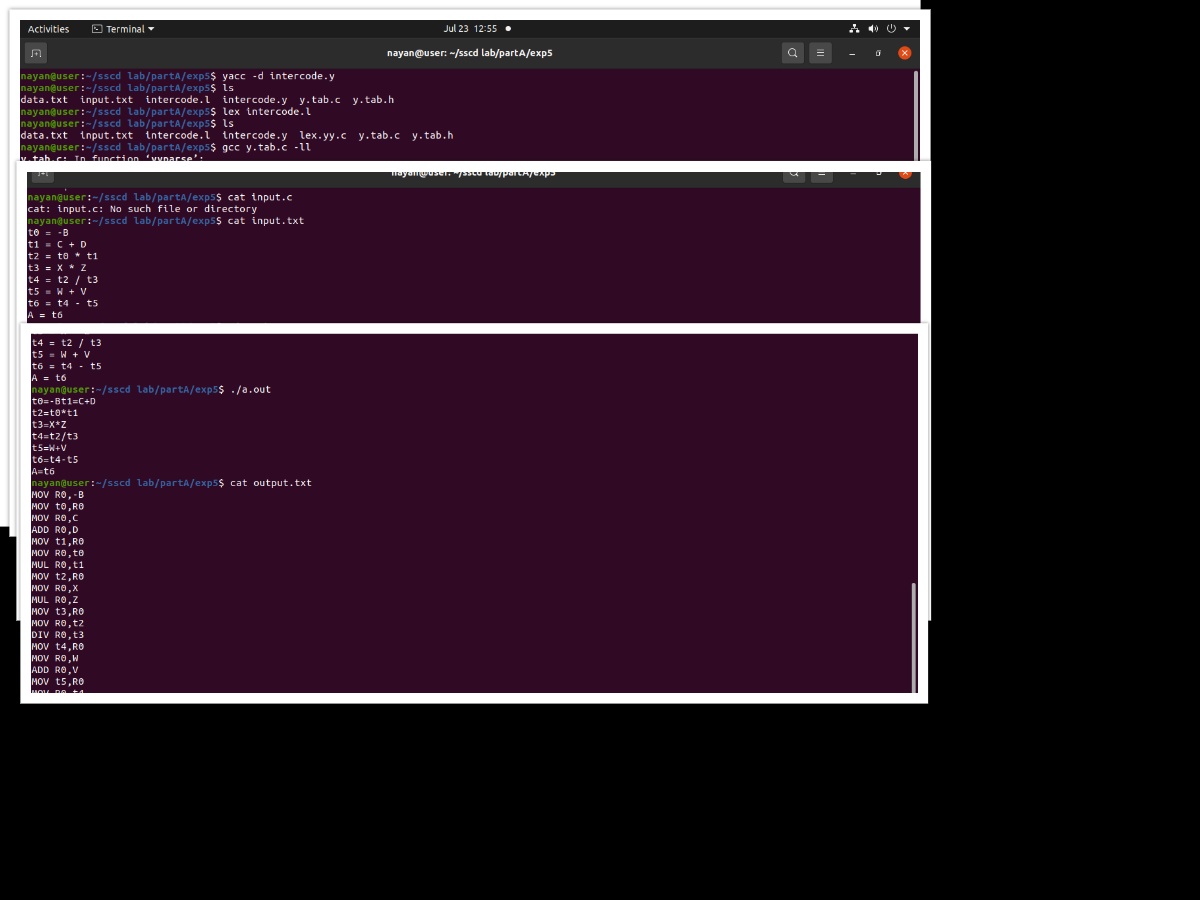 Activities Terminal Jul 23 12:55
nayan@user: ~/sscd lab/partA/exp5
nayan@user:~/sscd lab/partA/exp5$ yacc -d intercode.y
nayan@user:~/sscd lab/partA/exp5$ ls
data.txt input.txt intercode.l intercode.y y.tab.c y.tab.h
nayan@user:~/sscd lab/partA/exp5$ lex intercode.l
nayan@user:~/sscd lab/partA/exp5$ ls
data.txt input.txt intercode.l intercode.y lex.yy.c y.tab.c y.tab.h
nayan@user:~/sscd lab/partA/exp5$ gcc y.tab.c -ll
y.tab.c: In function ‘yyparse’:
nayan@user: ~/sscd lab/partA/exp5
nayan@user:~/sscd lab/partA/exp5$ cat input.c
cat: input.c: No such file or directory
nayan@user:~/sscd lab/partA/exp5$ cat input.txt
t0 = -B
t1 = C + D
t2 = t0 * t1
t3 = X * Z
t4 = t2 / t3
t5 = W + V
t6 = t4 - t5
A = t6
t4 = t2 / t3
t5 = W + V
t6 = t4 - t5
A = t6
nayan@user:~/sscd lab/partA/exp5$ ./a.out
t0=-Bt1=C+D
t2=t0*t1
t3=X*Z
t4=t2/t3
t5=W+V
t6=t4-t5
A=t6
nayan@user:~/sscd lab/partA/exp5$ cat output.txt
MOV R0,-B
MOV t0,R0
MOV R0,C
ADD R0,D
MOV t1,R0
MOV R0,t0
MUL R0,t1
MOV t2,R0
MOV R0,X
MUL R0,Z
MOV t3,R0
MOV R0,t2
DIV R0,t3
MOV t4,R0
MOV R0,W
ADD R0,V
MOV t5,R0
MOV R0,t4